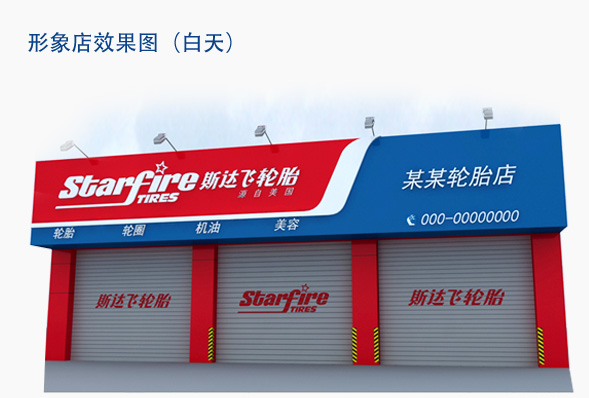 形象店效果图（白天）
Starfire
TIRES
斯达飞轮胎
源自美国
某某轮胎店
000-00000000
轮胎 轮圈 机油 美容
斯达飞轮胎
Starfire
TIRES
斯达飞轮胎